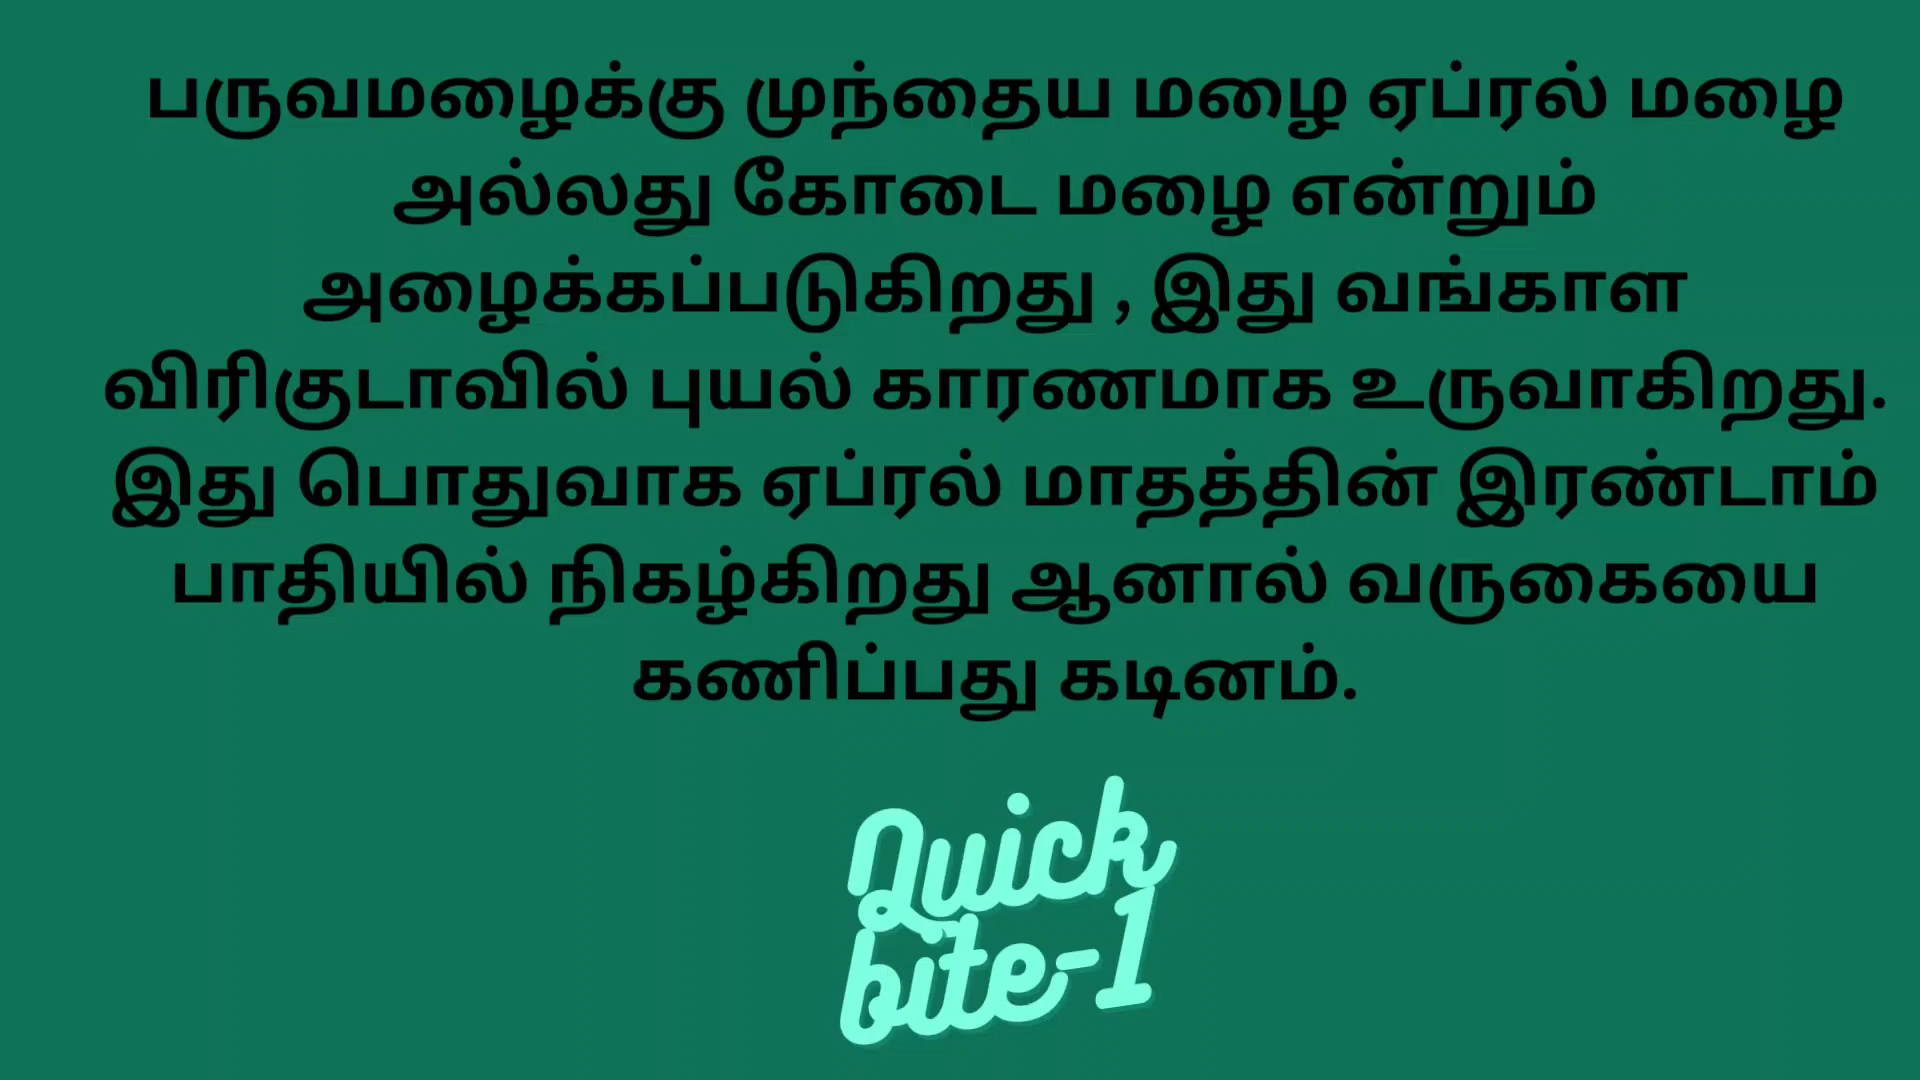 பருவமழைக்கு முந்தைய மழை ஏப்ரல் மழை
அல்லது கோடை மழை என்றும்
அழைக்கப்படுகிறது , இது வங்காள
விரிகுடாவில் புயல் காரணமாக உருவாகிறது.
இது பொதுவாக ஏப்ரல் மாதத்தின் இரண்டாம்
பாதியில் நிகழ்கிறது ஆனால் வருகையை
கணிப்பது கடினம்.
Quick
bite-1